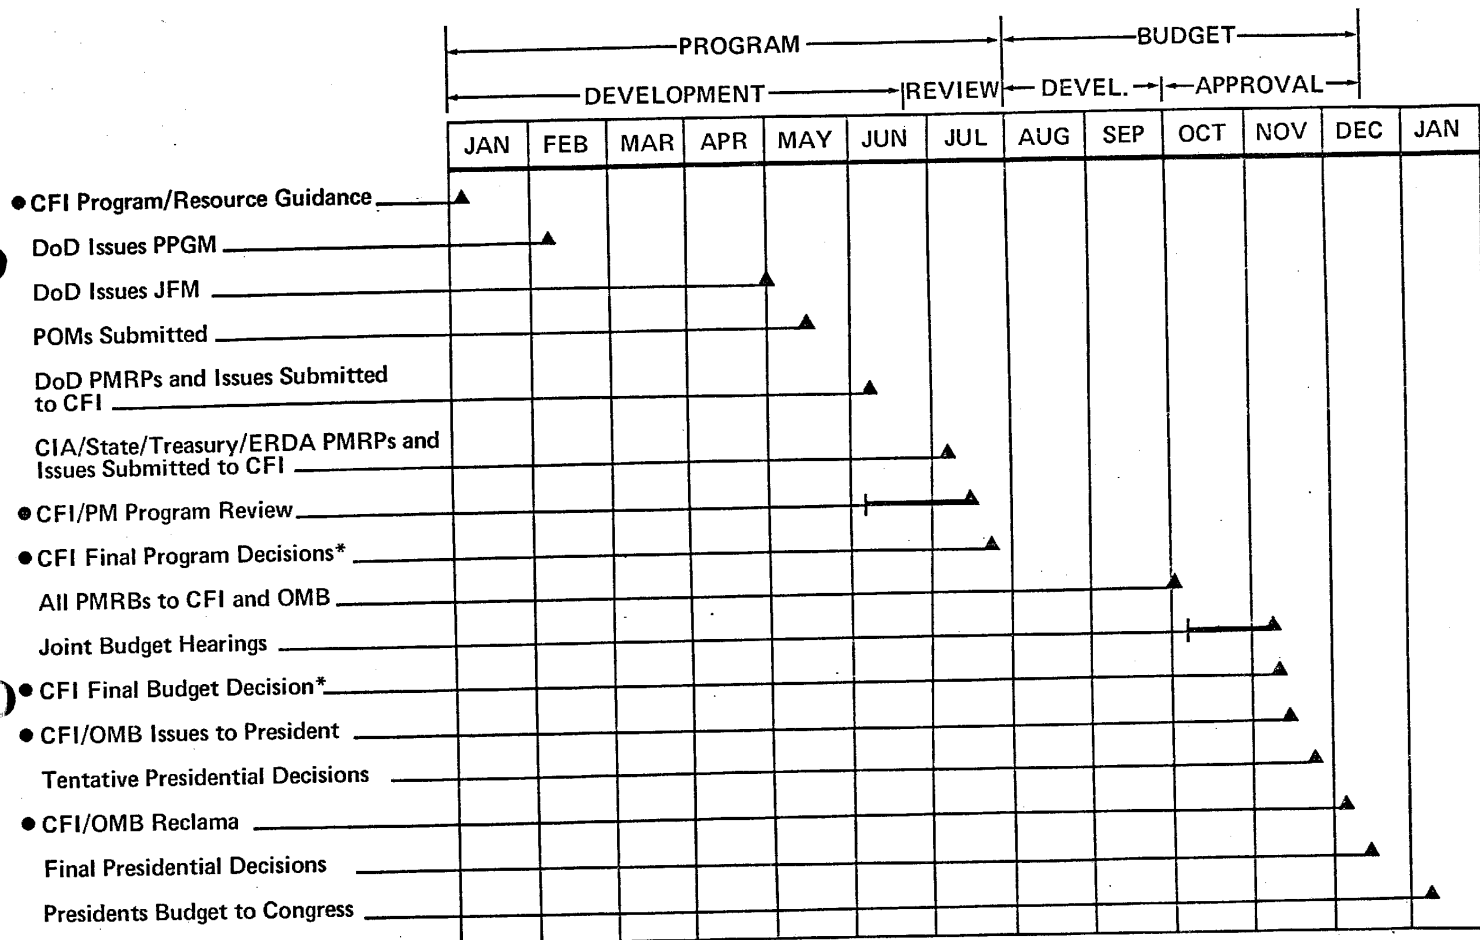 PROGRAM BUDGET
DEVELOPMENT REVIEW DEVEL. APPROVAL
JAN FEB MAR APR MAY JUN JUL AUG SEP OCT NOV DEC JAN
● CFI Program/Resource Guidance
DoD Issues PPGM
DoD Issues JFM
POMs Submitted
DoD PMRPs and Issues Submitted
to CFI
CIA/State/Treasury/ERDA PMRPs and
Issues Submitted to CFI
● CFI/PM Program Review
● CFI Final Program Decisions*
All PMRBs to CFI and OMB
Joint Budget Hearings
● CFI Final Budget Decision*
● CFI/OMB Issues to President
Tentative Presidential Decisions
● CFI/OMB Reclama
Final Presidential Decisions
Presidents Budget to Congress